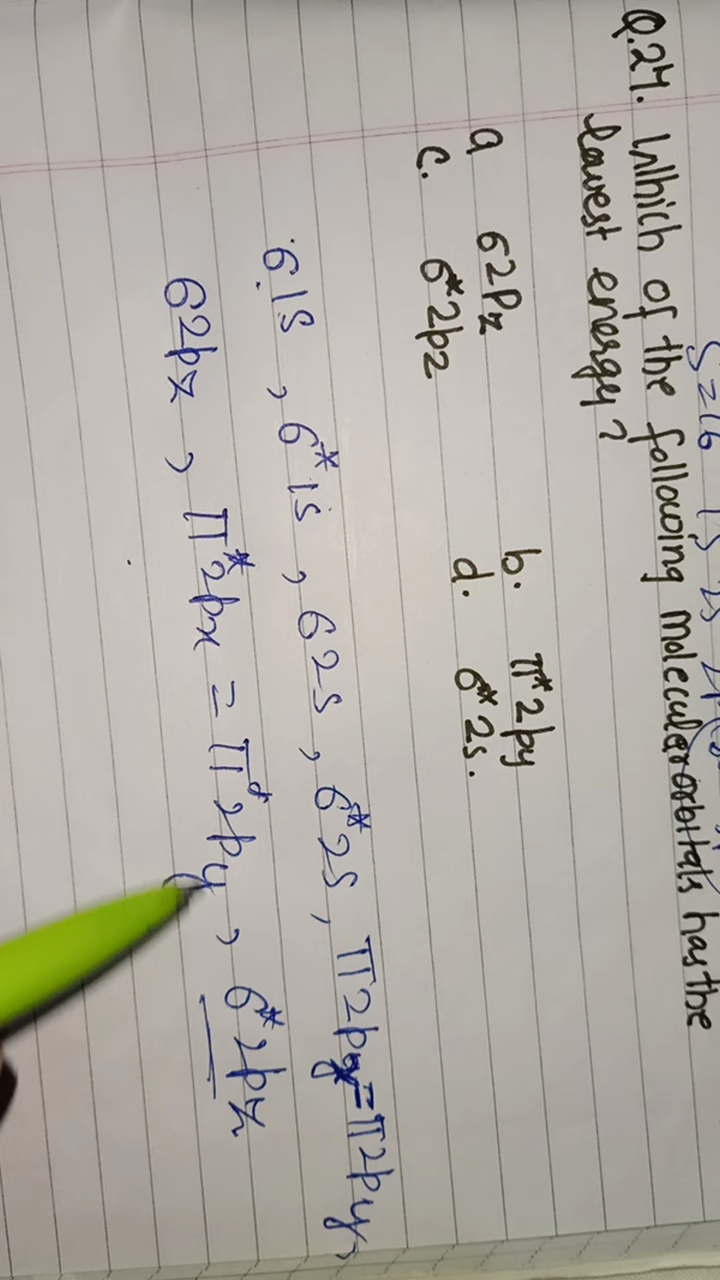 Q.24. Which of the following molecular orbitals has the
lowest energy?
a σ2Pz b. π*2py
c. σ*2pz d. σ*2s.
σ1s, σ*1s, σ2s, σ*2s, π2px=π2py,
σ2pz, π*2px = π*2py, σ*2pz